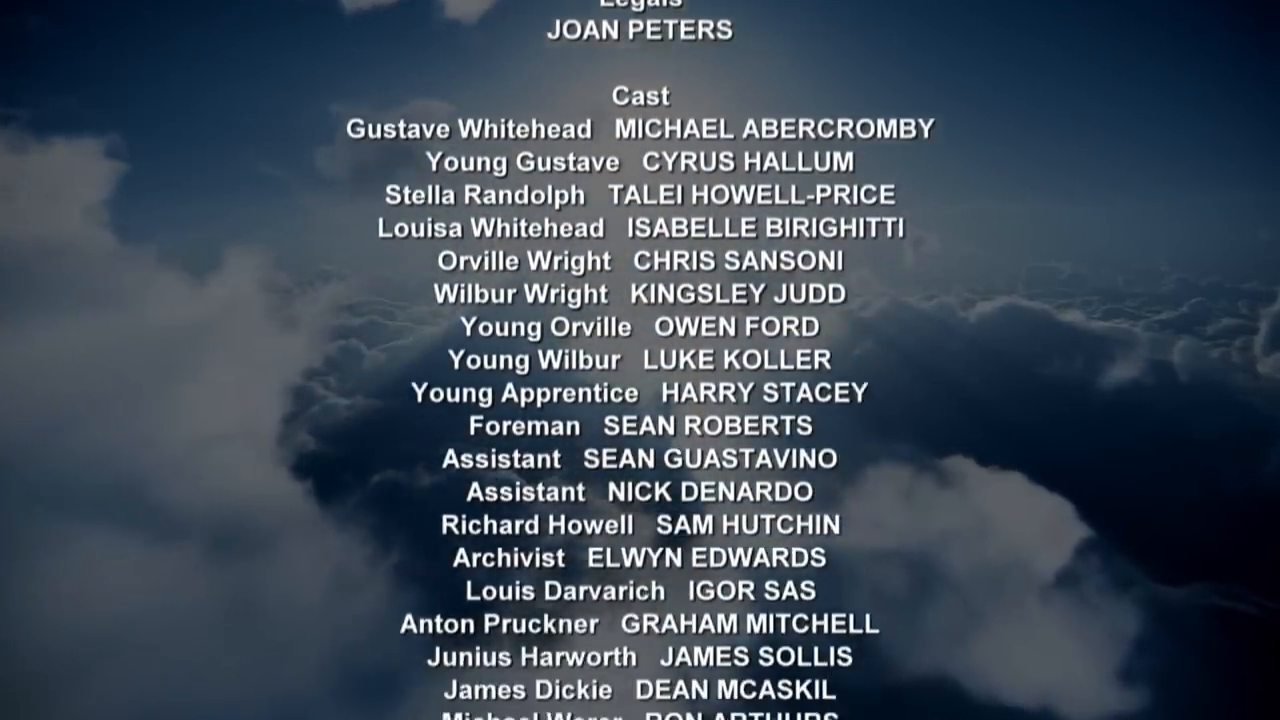 Legals
JOAN PETERS
Cast
Gustave Whitehead MICHAEL ABERCROMBY
Young Gustave CYRUS HALLUM
Stella Randolph TALEI HOWELL-PRICE
Louisa Whitehead ISABELLE BIRIGHITTI
Orville Wright CHRIS SANSONI
Wilbur Wright KINGSLEY JUDD
Young Orville OWEN FORD
Young Wilbur LUKE KOLLER
Young Apprentice HARRY STACEY
Foreman SEAN ROBERTS
Assistant SEAN GUASTAVINO
Assistant NICK DENARDO
Richard Howell SAM HUTCHIN
Archivist ELWYN EDWARDS
Louis Darvarich IGOR SAS
Anton Pruckner GRAHAM MITCHELL
Junius Harworth JAMES SOLLIS
James Dickie DEAN MCASKIL
Michael RON